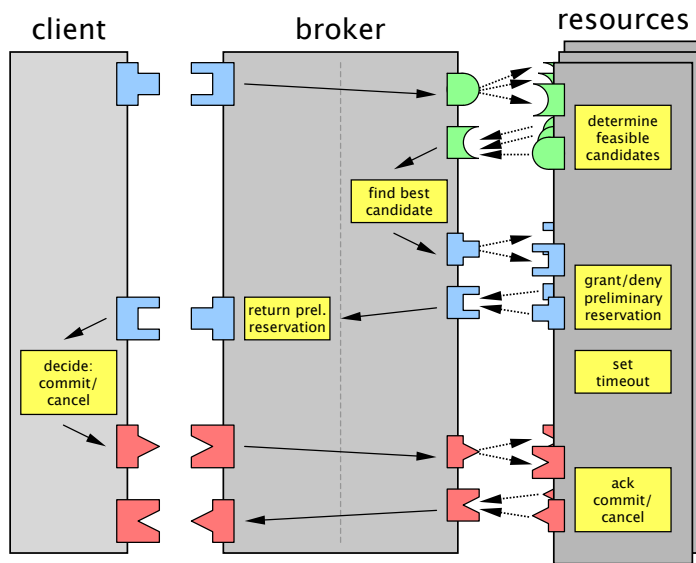 client
broker
resources
determine
feasible
candidates
find best
candidate
grant/deny
preliminary
reservation
return prel.
reservation
decide:
commit/
cancel
set
timeout
ack
commit/
cancel